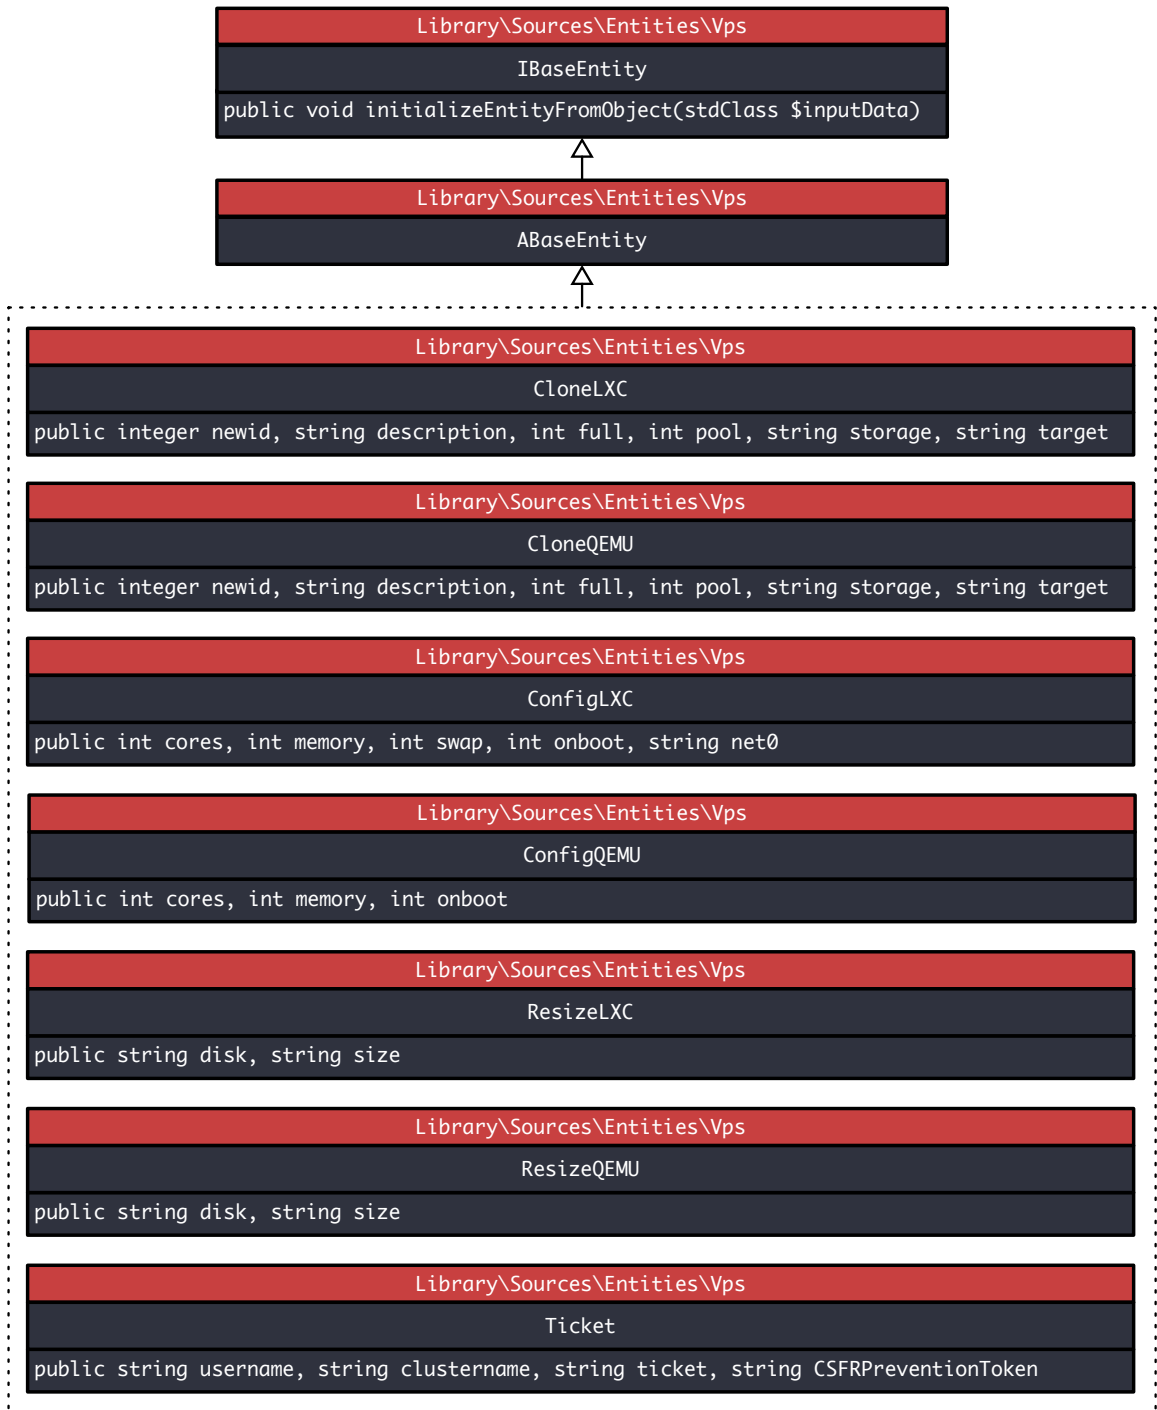 Library\Sources\Entities\Vps
IBaseEntity
public void initializeEntityFromObject(stdClass $inputData)
Library\Sources\Entities\Vps
ABaseEntity
Library\Sources\Entities\Vps
CloneLXC
public integer newid, string description, int full, int pool, string storage, string target
Library\Sources\Entities\Vps
CloneQEMU
public integer newid, string description, int full, int pool, string storage, string target
Library\Sources\Entities\Vps
ConfigLXC
public int cores, int memory, int swap, int onboot, string net0
Library\Sources\Entities\Vps
ConfigQEMU
public int cores, int memory, int onboot
Library\Sources\Entities\Vps
ResizeLXC
public string disk, string size
Library\Sources\Entities\Vps
ResizeQEMU
public string disk, string size
Library\Sources\Entities\Vps
Ticket
public string username, string clustername, string ticket, string CSFRPreventionToken